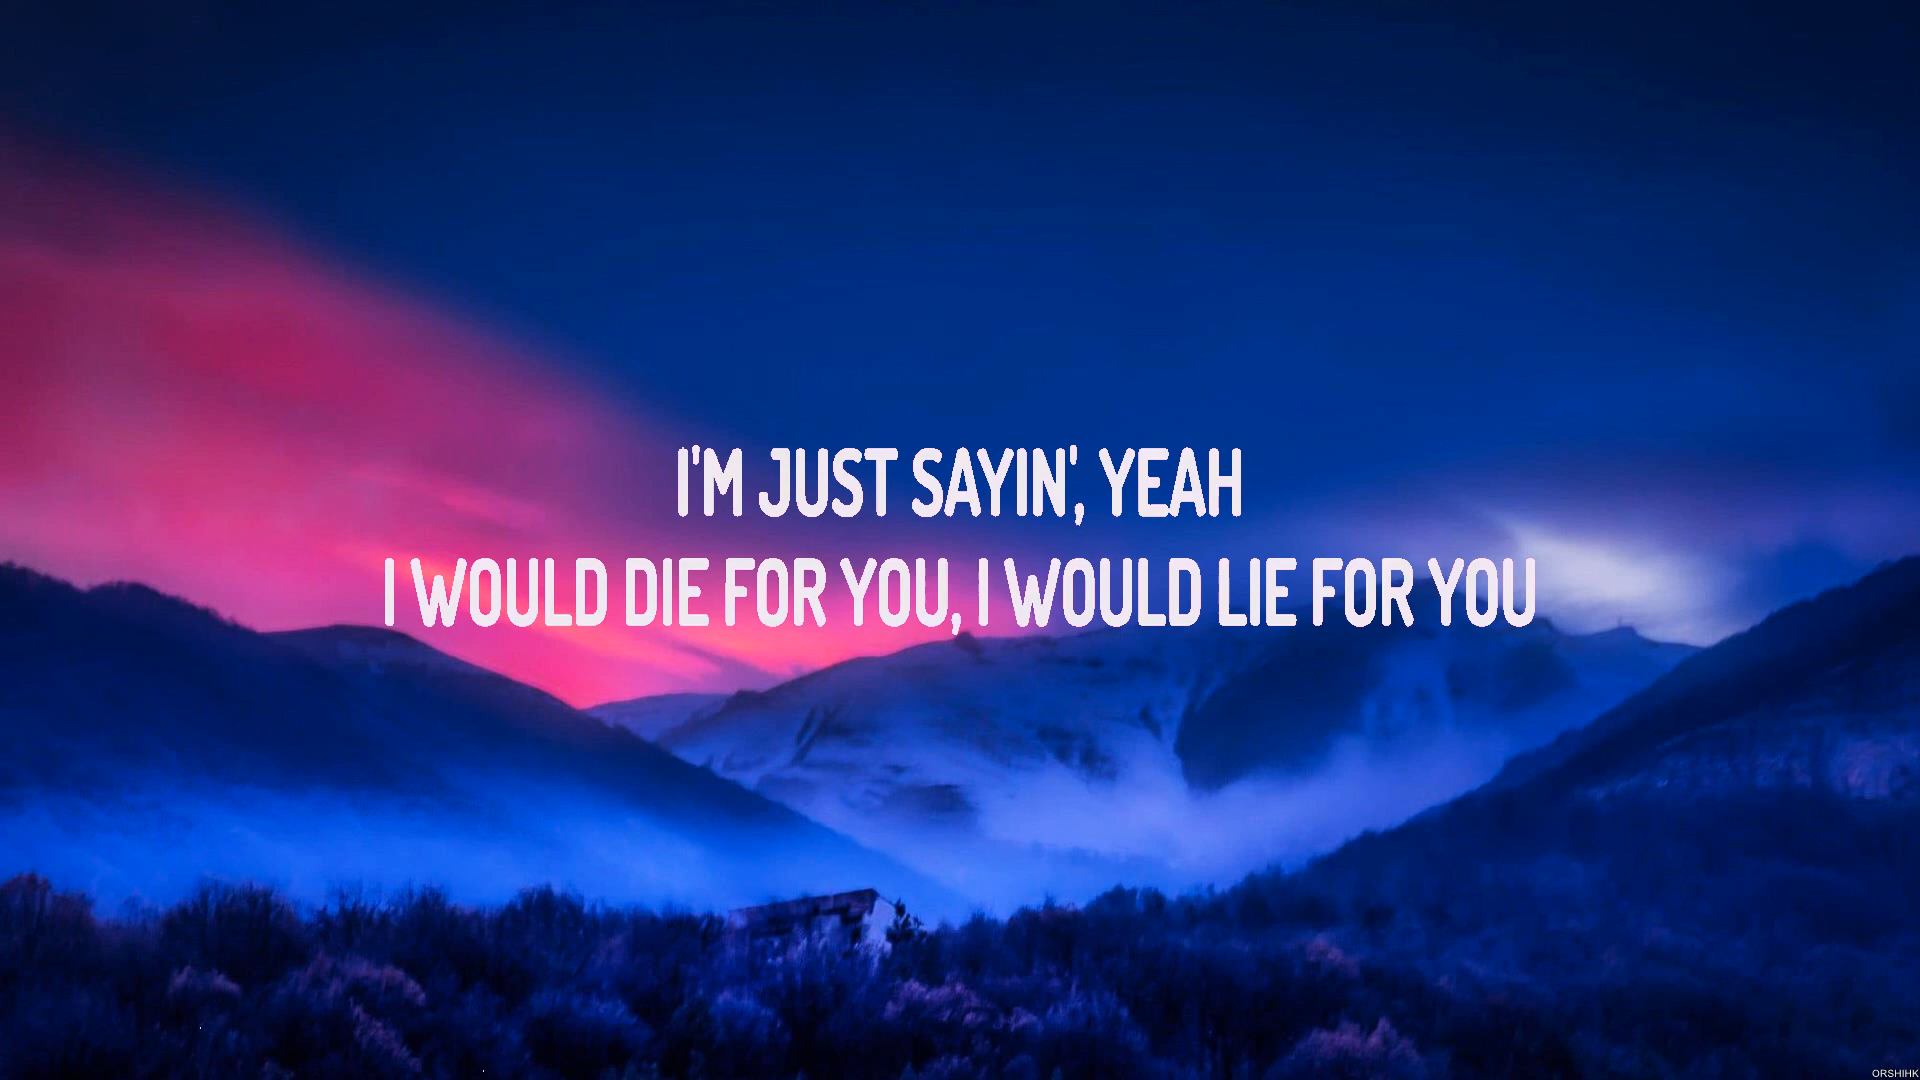 I'M JUST SAYIN', YEAH
I WOULD DIE FOR YOU, I WOULD LIE FOR YOU
ORSHIHK